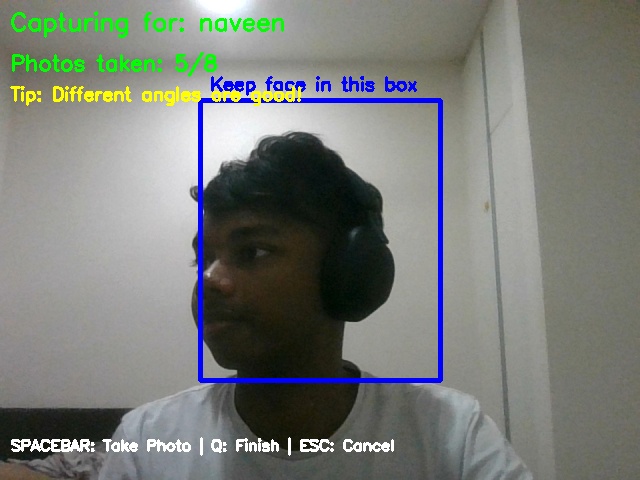 Capturing for: naveen
Photos taken: 5/8
Keep face in this box
Tip: Different angles are good!
SPACEBAR: Take Photo | Q: Finish | ESC: Cancel